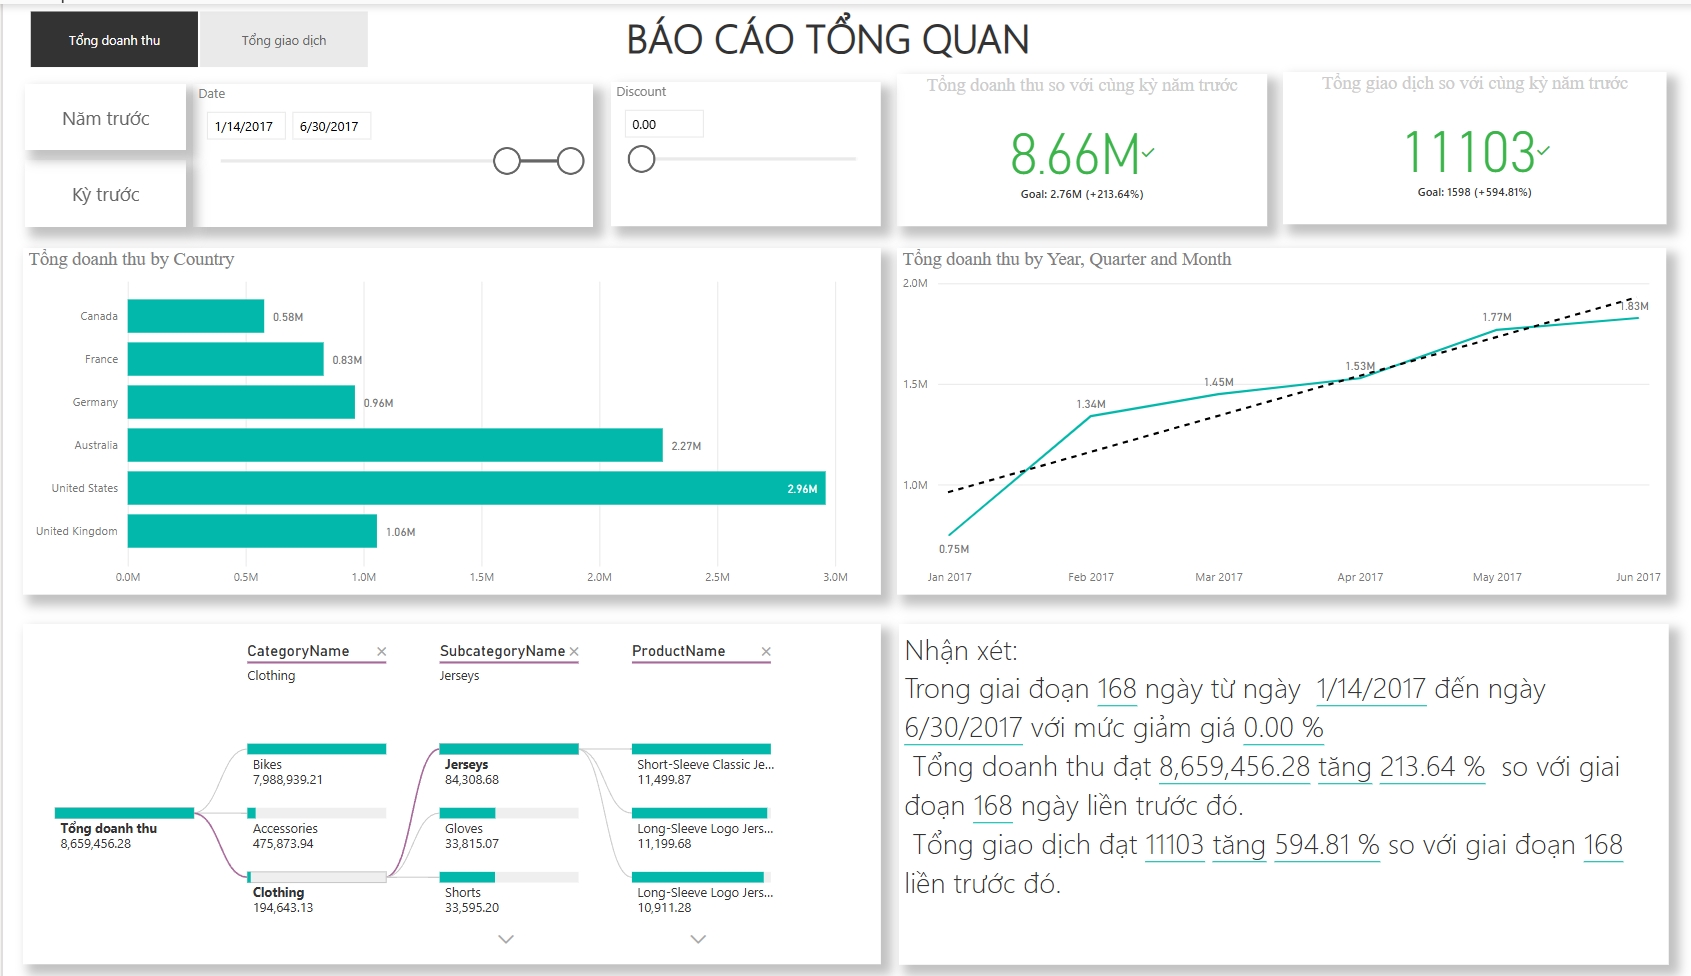 Tổng doanh thu
Tổng giao dịch
BÁO CÁO TỔNG QUAN
Năm trước
Kỳ trước
Date
1/14/2017
6/30/2017
Discount
0.00
Tổng doanh thu so với cùng kỳ năm trước
8.66M
Goal: 2.76M (+213.64%)
Tổng giao dịch so với cùng kỳ năm trước
11103
Goal: 1598 (+594.81%)
Tổng doanh thu by Country
Canada
0.58M
France
0.83M
Germany
0.96M
Australia
2.27M
United States
2.96M
United Kingdom
1.06M
0.0M
0.5M
1.0M
1.5M
2.0M
2.5M
3.0M
Tổng doanh thu by Year, Quarter and Month
2.0M
1.5M
1.0M
0.75M
1.34M
1.45M
1.53M
1.77M
1.83M
Jan 2017
Feb 2017
Mar 2017
Apr 2017
May 2017
Jun 2017
CategoryName
Clothing
SubcategoryName
Jerseys
ProductName
Tổng doanh thu
8,659,456.28
Bikes
7,988,939.21
Accessories
475,873.94
Clothing
194,643.13
Jerseys
84,308.68
Gloves
33,815.07
Shorts
33,595.20
Short-Sleeve Classic Je...
11,499.87
Long-Sleeve Logo Jers...
11,199.68
Long-Sleeve Logo Jers...
10,911.28
Nhận xét:
Trong giai đoạn 168 ngày từ ngày 1/14/2017 đến ngày
6/30/2017 với mức giảm giá 0.00 %
Tổng doanh thu đạt 8,659,456.28 tăng 213.64 % so với giai
đoạn 168 ngày liền trước đó.
Tổng giao dịch đạt 11103 tăng 594.81 % so với giai đoạn 168
liền trước đó.